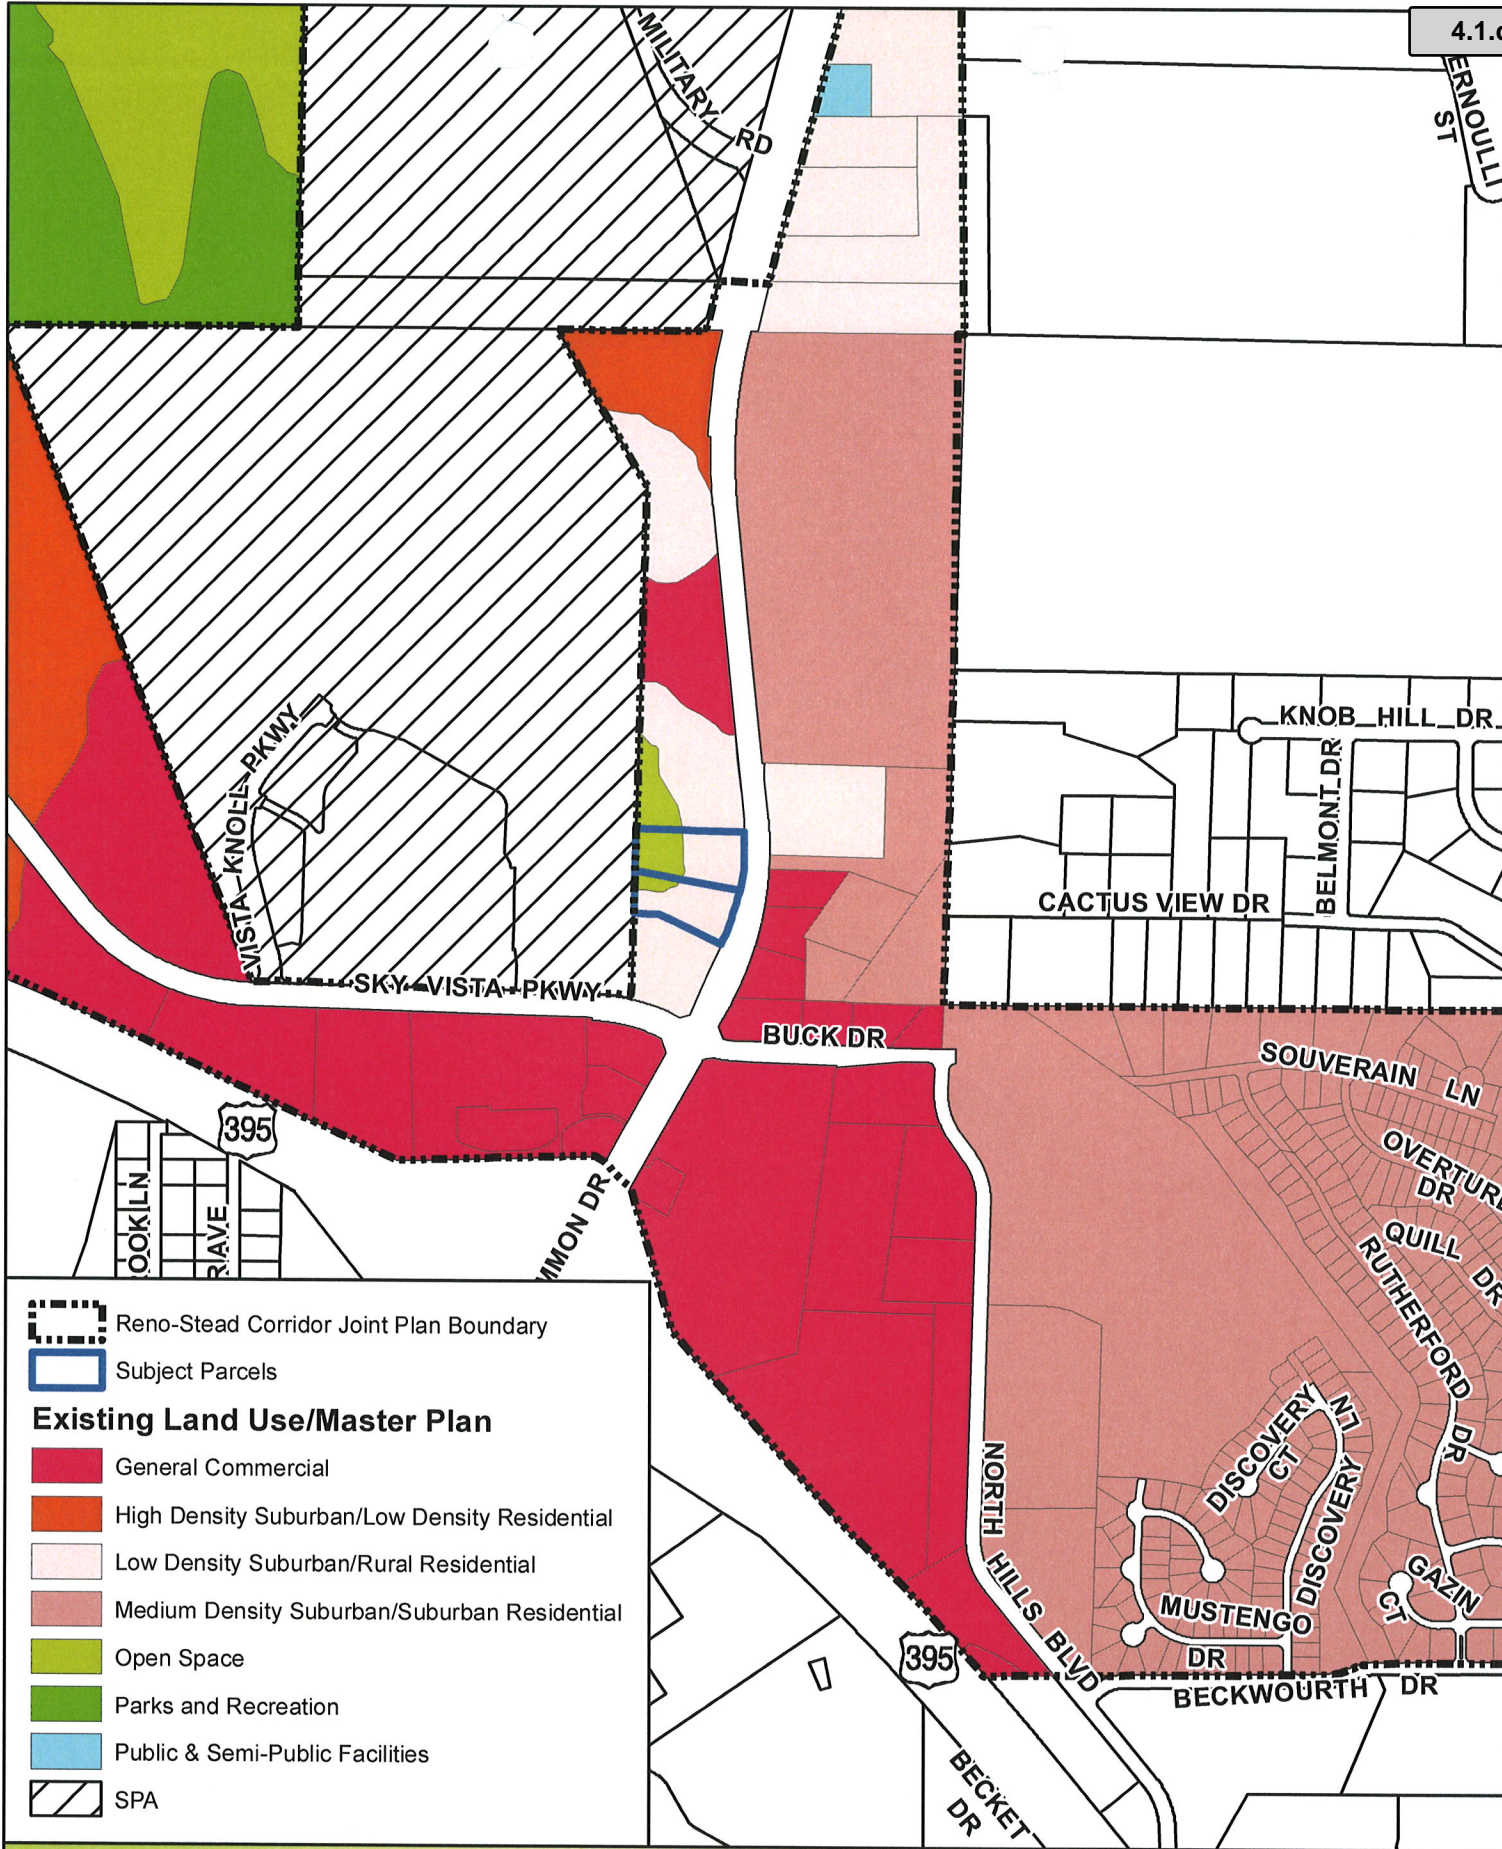 4.1.c
MILITARY RD
ERNOULLI
ST
KNOB HILL DR
BELMONT DR
VISTA KNOLL PKWY
CACTUS VIEW DR
SKY VISTA PKWY
BUCK DR
SOUVERAIN LN
395
OVERTURE
DR
QUILL DR
OOK LN
RAVE
MMON DR
RUTHERFORD DR
Reno-Stead Corridor Joint Plan Boundary
Subject Parcels
Existing Land Use/Master Plan
General Commercial
High Density Suburban/Low Density Residential
Low Density Suburban/Rural Residential
Medium Density Suburban/Suburban Residential
Open Space
Parks and Recreation
Public & Semi-Public Facilities
SPA
DISCOVERY
CT
DISCOVERY LN
NORTH HILLS BLVD
GAZIN
CT
MUSTENGO
DR
395
BECKWOURTH DR
BECKET
DR